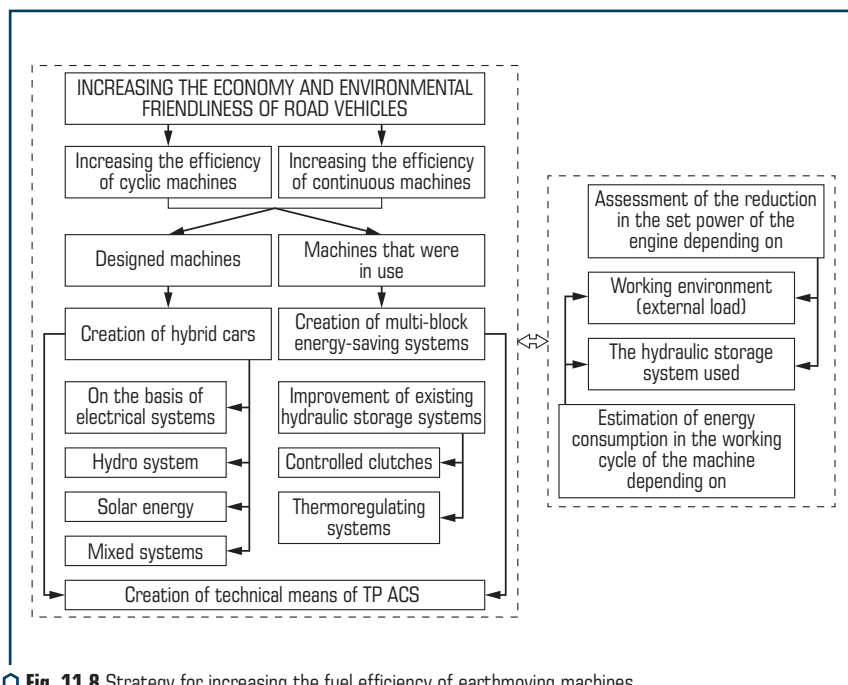 INCREASING THE ECONOMY AND ENVIRONMENTAL
FRIENDLINESS OF ROAD VEHICLES
Increasing the efficiency
of cyclic machines
Increasing the efficiency
of continuous machines
Designed machines
Machines that were
in use
Creation of hybrid cars
Creation of multi-block
energy-saving systems
On the basis of
electrical systems
Hydro system
Solar energy
Mixed systems
Improvement of existing
hydraulic storage systems
Controlled clutches
Thermoregulating
systems
Creation of technical means of TP ACS
Assessment of the reduction
in the set power of the
engine depending on
Working environment
(external load)
The hydraulic storage
system used
Estimation of energy
consumption in the working
cycle of the machine
depending on
Fig. 11.8 Strategy for increasing the fuel efficiency of earthmoving machines